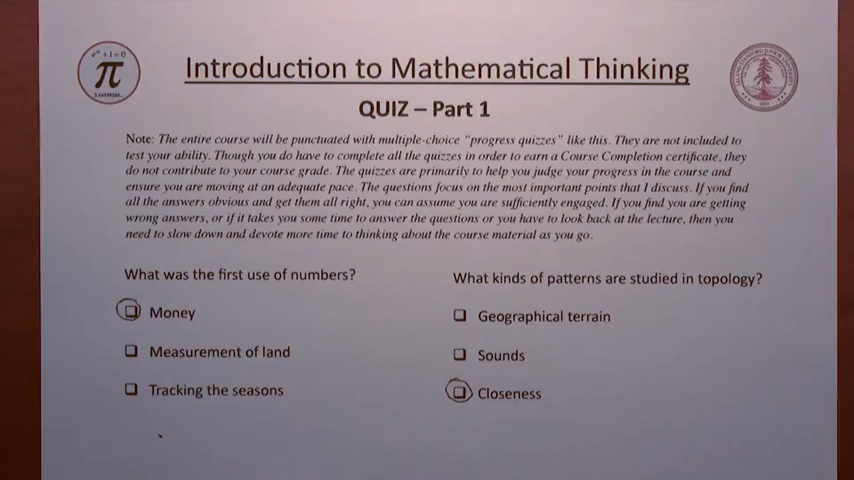 Introduction to Mathematical Thinking
QUIZ – Part 1
Note: The entire course will be punctuated with multiple-choice “progress quizzes” like this. They are not included to
test your ability. Though you do have to complete all the quizzes in order to earn a Course Completion certificate, they
do not contribute to your course grade. The quizzes are primarily to help you judge your progress in the course and
ensure you are moving at an adequate pace. The questions focus on the most important points that I discuss. If you find
all the answers obvious and get them all right, you can assume you are sufficiently engaged. If you find you are getting
wrong answers, or if it takes you some time to answer the questions or you have to look back at the lecture, then you
need to slow down and devote more time to thinking about the course material as you go.
What was the first use of numbers?
Money
Measurement of land
Tracking the seasons
What kinds of patterns are studied in topology?
Geographical terrain
Sounds
Closeness
π